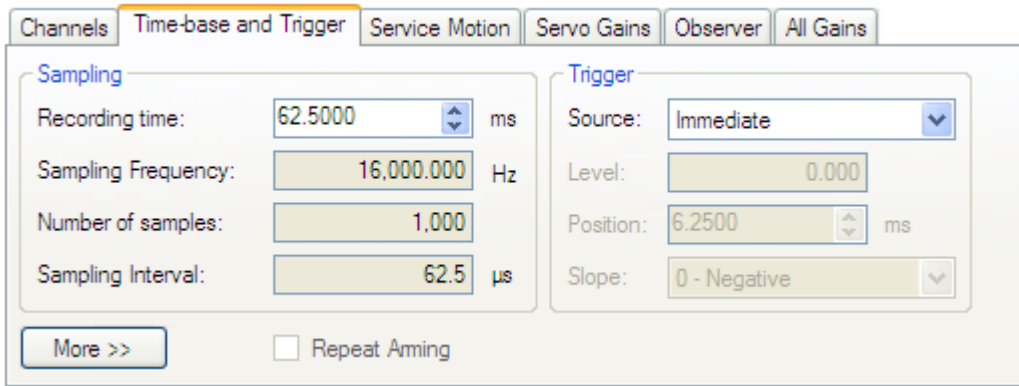 Channels Time-base and Trigger Service Motion Servo Gains Observer All Gains
Sampling
Recording time: 62.5000 ms
Sampling Frequency: 16,000.000 Hz
Number of samples: 1,000
Sampling Interval: 62.5 µs
More >> Repeat Arming
Trigger
Source: Immediate
Level: 0.000
Position: 6.2500 ms
Slope: 0 - Negative